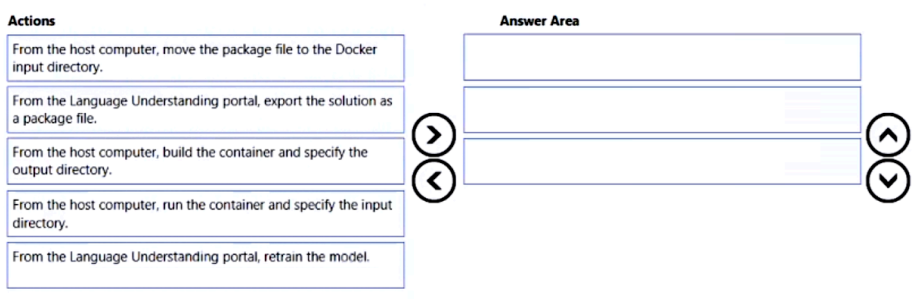 Actions
Answer Area
From the host computer, move the package file to the Docker
input directory.
From the Language Understanding portal, export the solution as
a package file.
From the host computer, build the container and specify the
output directory.
From the host computer, run the container and specify the input
directory.
From the Language Understanding portal, retrain the model.